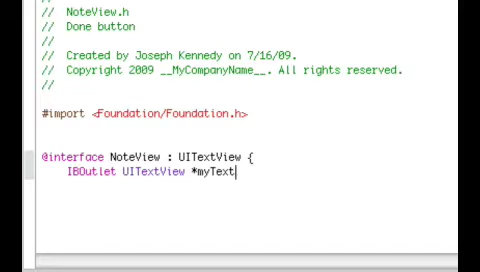 //  NoteView.h
//  Done button
//
//  Created by Joseph Kennedy on 7/16/09.
//  Copyright 2009 __MyCompanyName__. All rights reserved.
//
#import <Foundation/Foundation.h>
@interface NoteView : UITextView {
    IBOutlet UITextView *myText